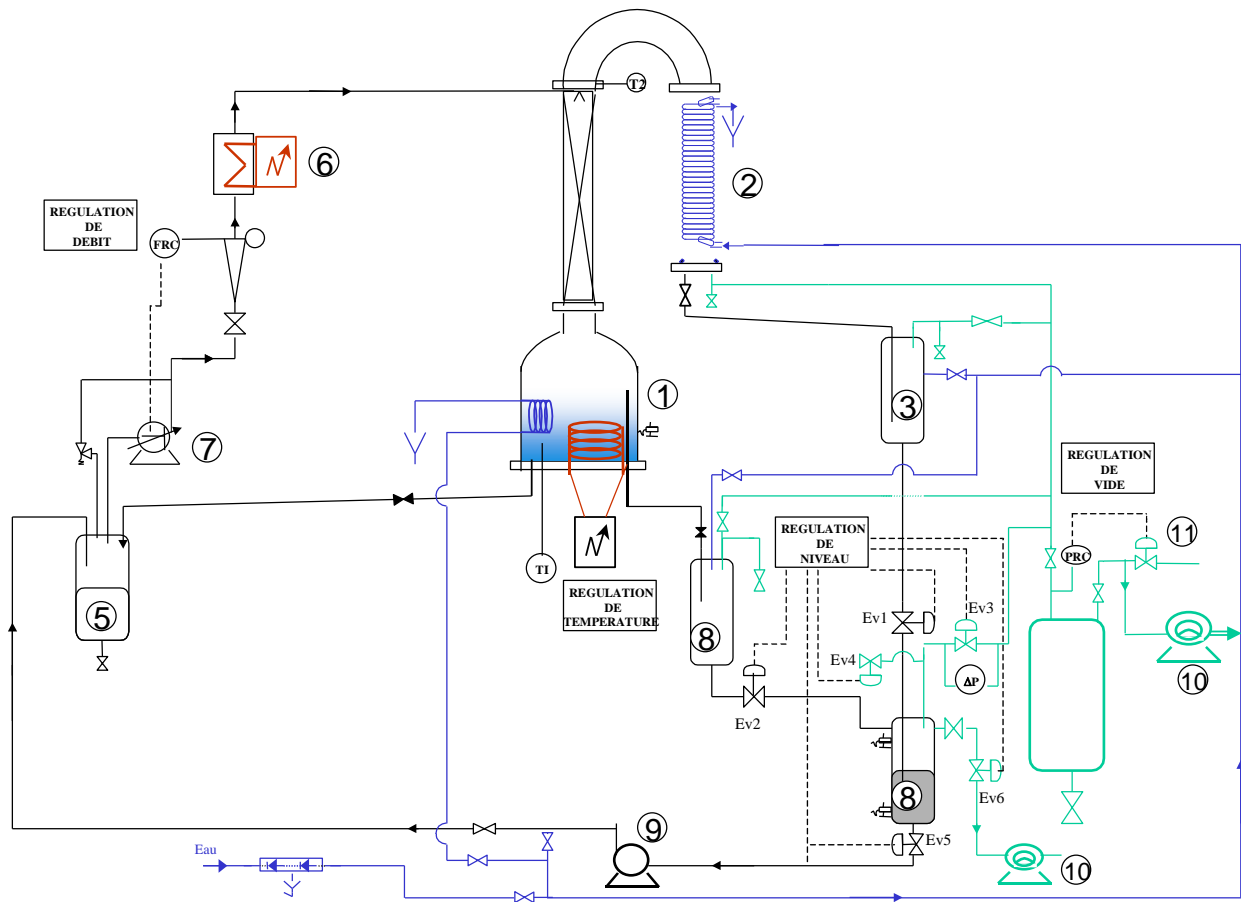 T2
6
2
REGULATION
DE
DEBIT
FRC
3
1
7
REGULATION
DE
VIDE
REGULATION
DE
NIVEAU
11
PRC
TI
REGULATION
DE
TEMPERATURE
5
8
Ev1
Ev3
Ev4
ΔP
10
Ev2
8
Ev6
9
Ev5
Eau
10